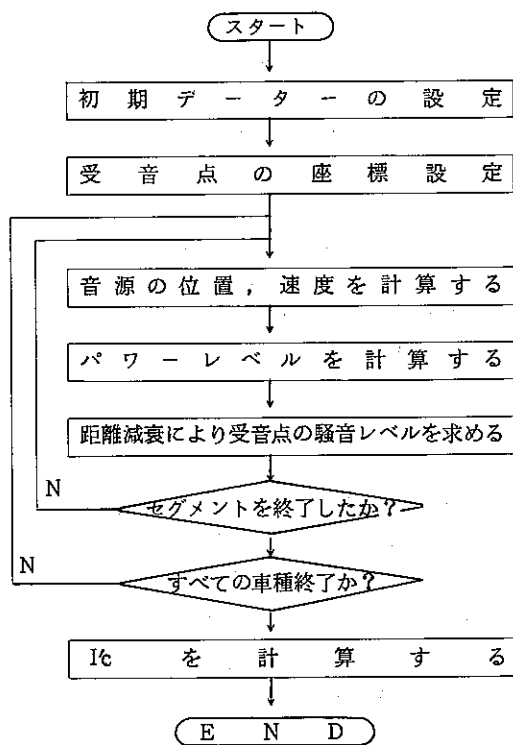 スタート
初期データーの設定
受音点の座標設定
音源の位置，速度を計算する
パワーレベルを計算する
距離減衰により受音点の騒音レベルを求める
N
セグメントを終了したか？
N
すべての車種終了か？
を計算する
END